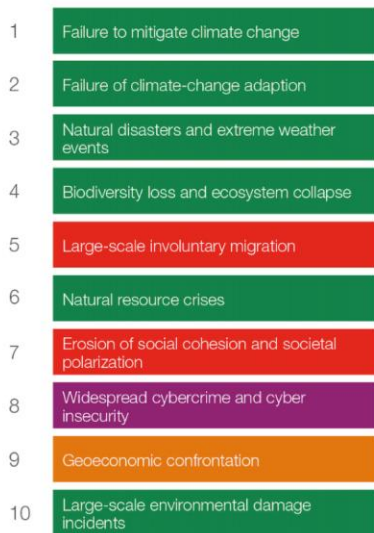 1 Failure to mitigate climate change
2 Failure of climate-change adaption
3 Natural disasters and extreme weather
events
4 Biodiversity loss and ecosystem collapse
5 Large-scale involuntary migration
6 Natural resource crises
7 Erosion of social cohesion and societal
polarization
8 Widespread cybercrime and cyber
insecurity
9 Geoeconomic confrontation
10 Large-scale environmental damage
incidents